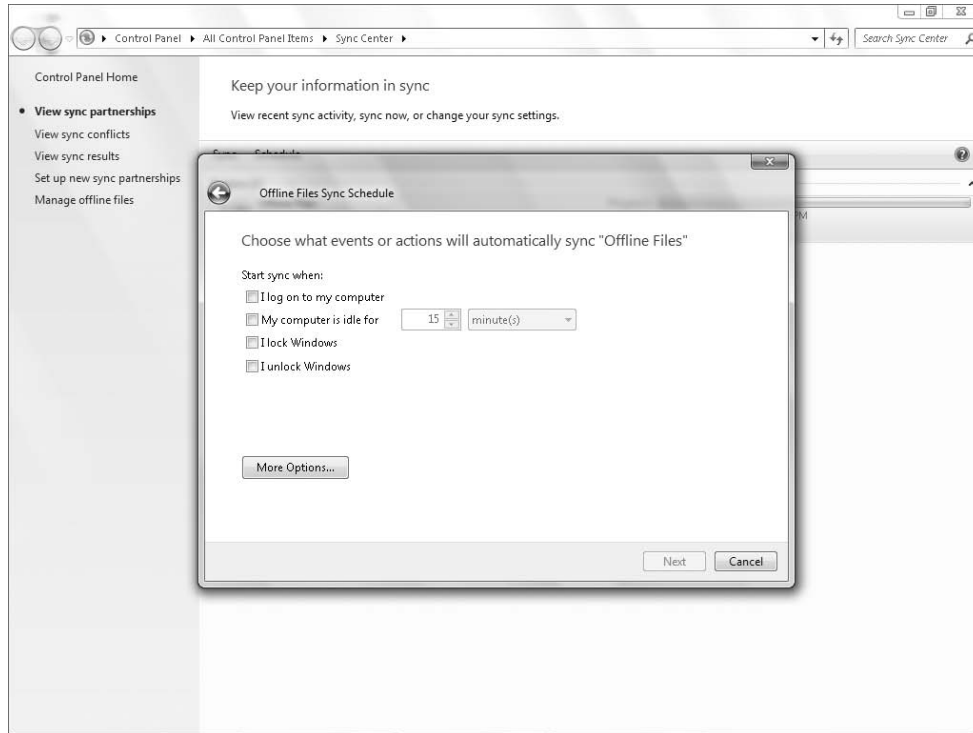 Control Panel ▸ All Control Panel Items ▸ Sync Center ▸
Search Sync Center
Control Panel Home
• View sync partnerships
View sync conflicts
View sync results
Set up new sync partnerships
Manage offline files
Keep your information in sync
View recent sync activity, sync now, or change your sync settings.
Sync Schedule
PM
Offline Files Sync Schedule
Choose what events or actions will automatically sync "Offline Files"
Start sync when:
I log on to my computer
My computer is idle for 15 minute(s)
I lock Windows
I unlock Windows
More Options...
Next Cancel